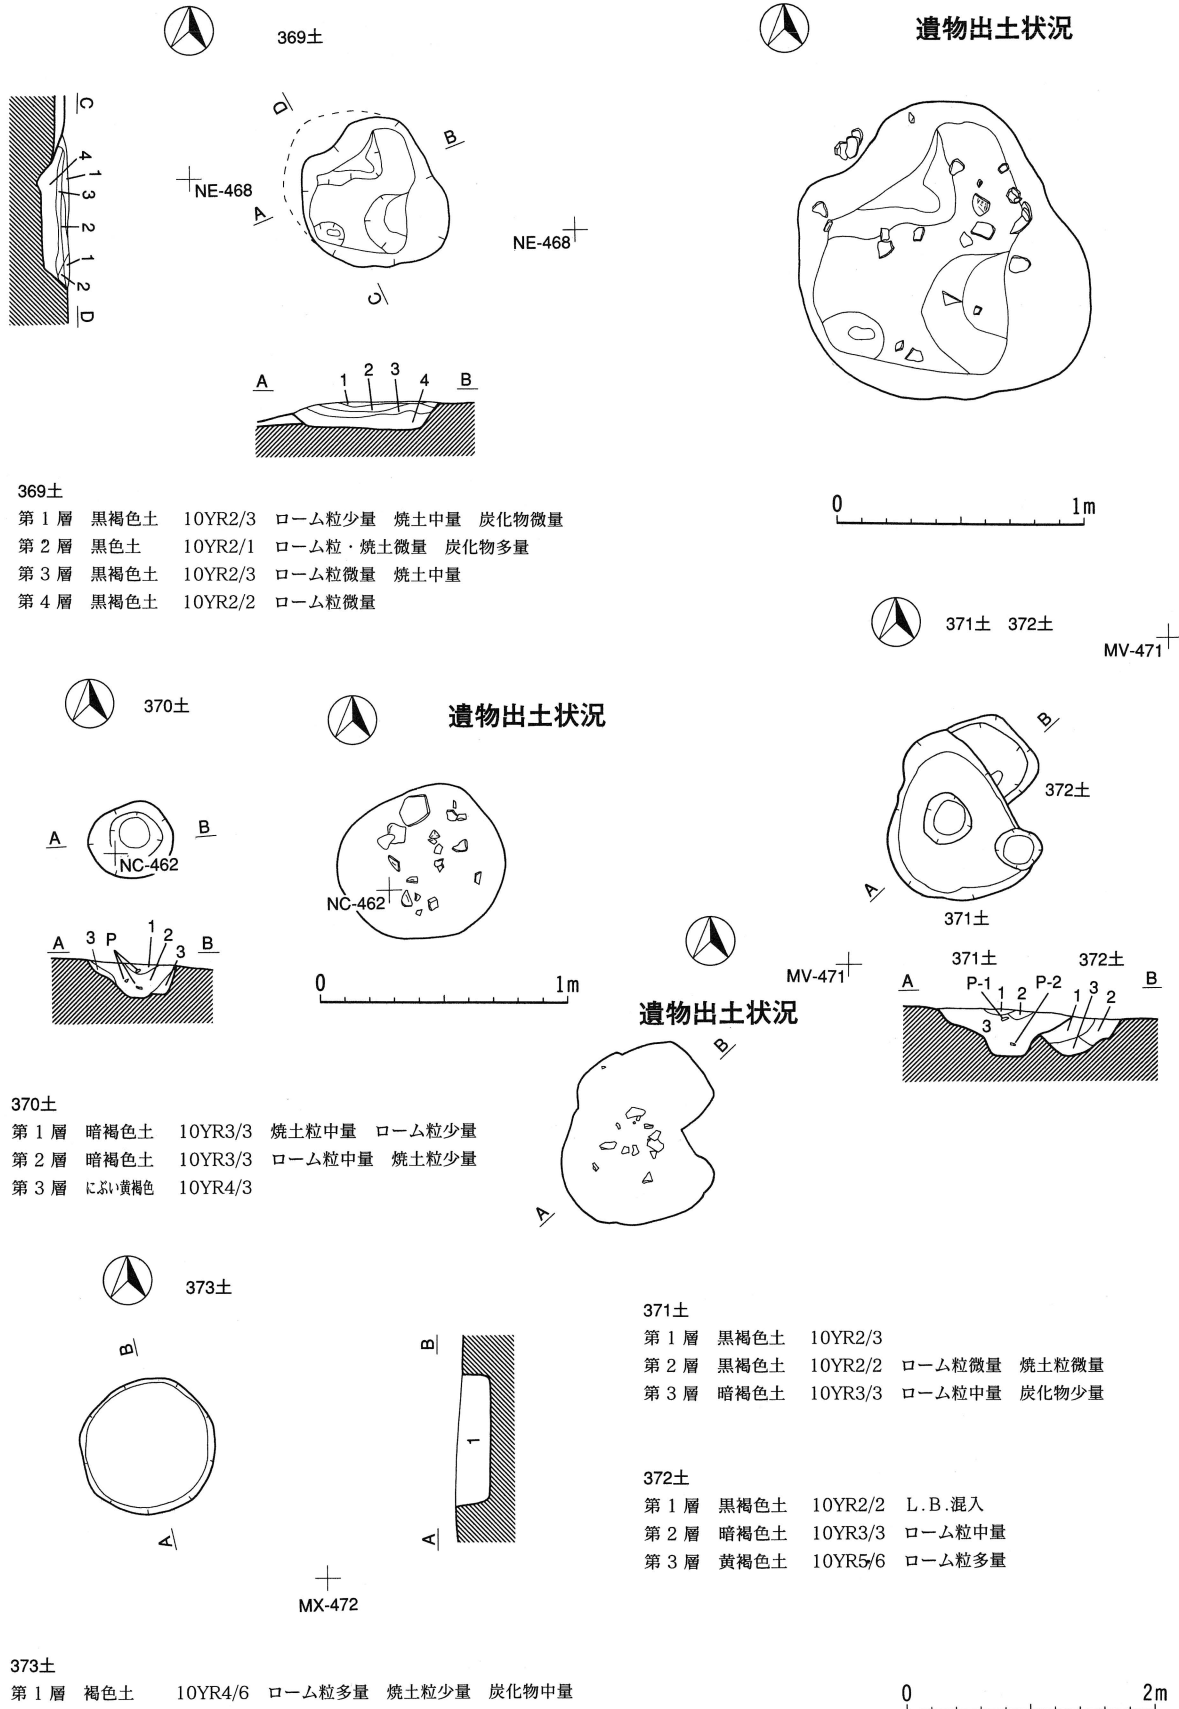 369土
遺物出土状況
C
4
1
3
2
1
2
D
D
B
NE-468
A
NE-468
C
A
1
2
3
4
B
369土
第1層 黒褐色土 10YR2/3 ローム粒少量 焼土中量 炭化物微量
第2層 黒色土 10YR2/1 ローム粒・焼土微量 炭化物多量
第3層 黒褐色土 10YR2/3 ローム粒微量 焼土中量
第4層 黒褐色土 10YR2/2 ローム粒微量
0 1m
371土 372土
MV-471
370土
遺物出土状況
A
B
NC-462
NC-462
A
3
P
1
2
3
B
0 1m
B
372土
A
371土
MV-471
371土 372土
A
P-1
1
2
P-2
1
3
2
B
3
遺物出土状況
B
A
370土
第1層 暗褐色土 10YR3/3 焼土粒中量 ローム粒少量
第2層 暗褐色土 10YR3/3 ローム粒中量 焼土粒少量
第3層 にぶい黄褐色 10YR4/3
373土
B
A
B
1
A
MX-472
371土
第1層 黒褐色土 10YR2/3
第2層 黒褐色土 10YR2/2 ローム粒微量 焼土粒微量
第3層 暗褐色土 10YR3/3 ローム粒中量 炭化物少量
372土
第1層 黒褐色土 10YR2/2 L.B.混入
第2層 暗褐色土 10YR3/3 ローム粒中量
第3層 黄褐色土 10YR5/6 ローム粒多量
373土
第1層 褐色土 10YR4/6 ローム粒多量 焼土粒少量 炭化物中量
0 2m